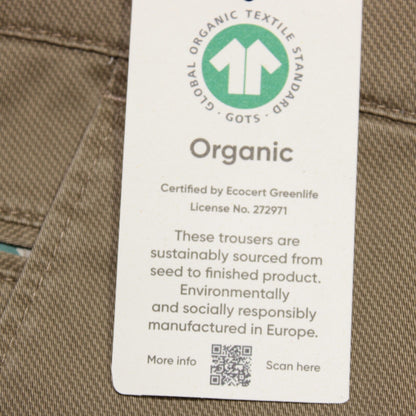 GLOBAL ORGANIC TEXTILE STANDARD · GOTS ·
Organic
Certified by Ecocert Greenlife
License No. 272971
These trousers are
sustainably sourced from
seed to finished product.
Environmentally
and socially responsibly
manufactured in Europe.
More info
Scan here